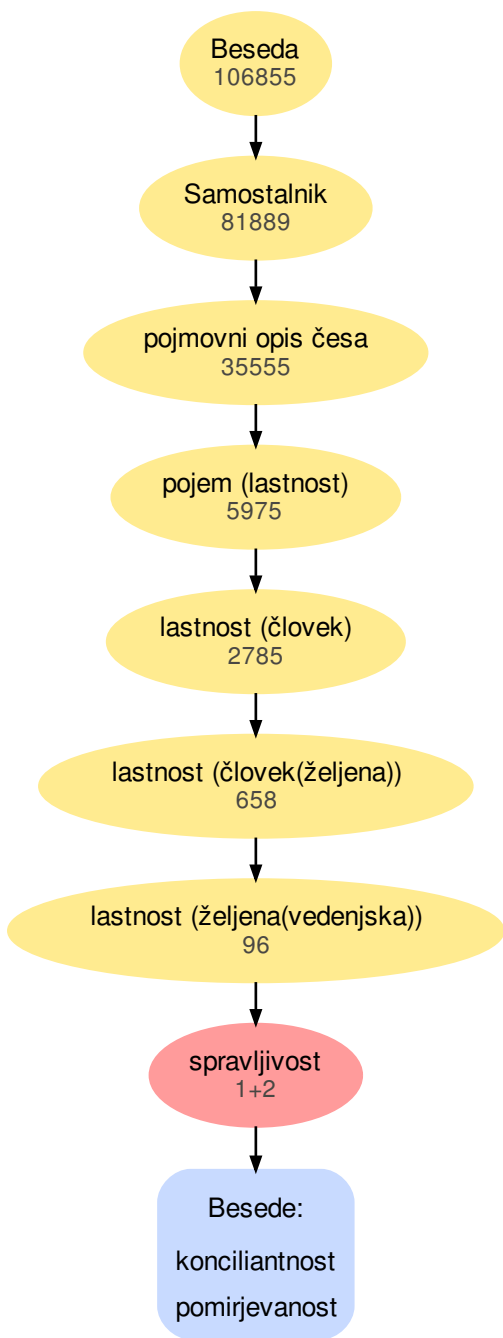 Beseda
106855
Samostalnik
81889
pojmovni opis česa
35555
pojem (lastnost)
5975
lastnost (človek)
2785
lastnost (človek(željena))
658
lastnost (željena(vedenjska))
96
spravljivost
1+2
Besede:
konciliantnost
pomirjevanost